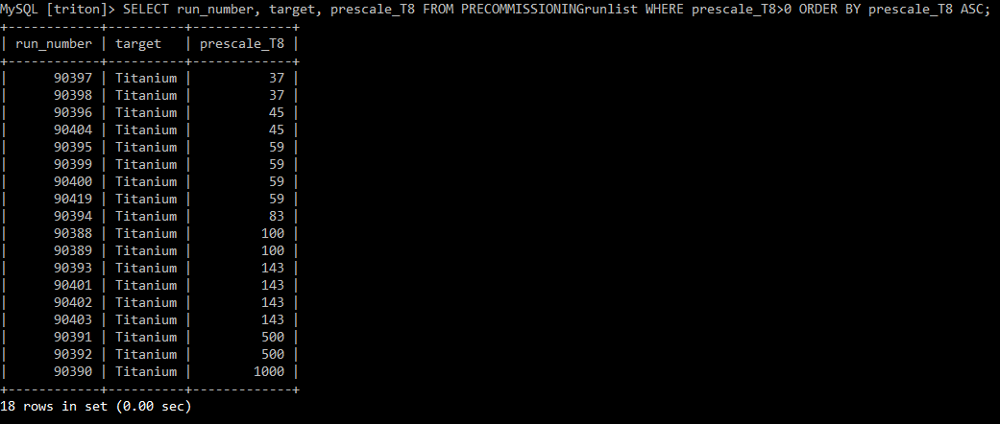 MySQL [triton]> SELECT run_number, target, prescale_T8 FROM PRECOMMISSIONINGrunlist WHERE prescale_T8>0 ORDER BY prescale_T8 ASC;
+------------+----------+-------------+
| run_number | target   | prescale_T8 |
+------------+----------+-------------+
|      90397 | Titanium |          37 |
|      90398 | Titanium |          37 |
|      90396 | Titanium |          45 |
|      90404 | Titanium |          45 |
|      90395 | Titanium |          59 |
|      90399 | Titanium |          59 |
|      90400 | Titanium |          59 |
|      90419 | Titanium |          59 |
|      90394 | Titanium |          83 |
|      90388 | Titanium |         100 |
|      90389 | Titanium |         100 |
|      90393 | Titanium |         143 |
|      90401 | Titanium |         143 |
|      90402 | Titanium |         143 |
|      90403 | Titanium |         143 |
|      90391 | Titanium |         500 |
|      90392 | Titanium |         500 |
|      90390 | Titanium |        1000 |
+------------+----------+-------------+
18 rows in set (0.00 sec)